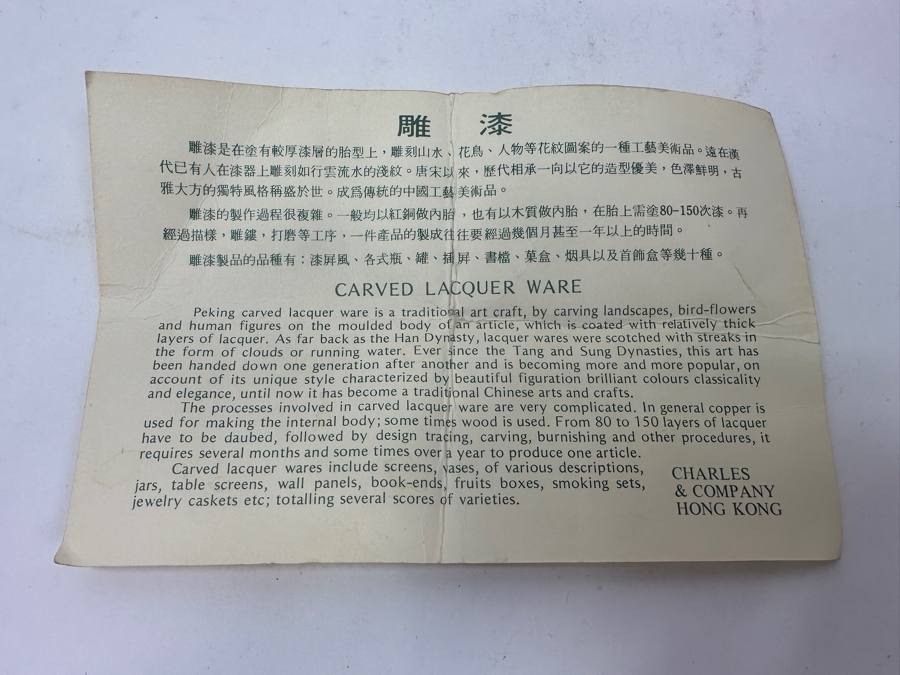 雕 漆
雕漆是在塗有較厚漆層的胎型上，雕刻山水、花鳥、人物等花紋圖案的一種工藝美術品。遠在漢
代已有人在漆器上雕刻如行雲流水的淺紋。唐宋以來，歷代相承一向以它的造型優美，色澤鮮明，古
雅大方的獨特風格稱盛於世。成爲傳統的中國工藝美術品。
雕漆的製作過程很複雜。一般均以紅銅做內胎，也有以木質做內胎，在胎上需塗80-150次漆。再
經過描樣，雕鏤，打磨等工序，一件產品的製成往往要經過幾個月甚至一年以上的時間。
雕漆製品的品種有：漆屏風、各式瓶、罐、插屏、書檔、菓盒、烟具以及首飾盒等幾十種。
CARVED LACQUER WARE
Peking carved lacquer ware is a traditional art craft, by carving landscapes, bird-flowers
and human figures on the moulded body of an article, which is coated with relatively thick
layers of lacquer. As far back as the Han Dynasty, lacquer wares were scotched with streaks in
the form of clouds or running water. Ever since the Tang and Sung Dynasties, this art has
been handed down one generation after another and is becoming more and more popular, on
account of its unique style characterized by beautiful figuration brilliant colours classicality
and elegance, until now it has become a traditional Chinese arts and crafts.
The processes involved in carved lacquer ware are very complicated. In general copper is
used for making the internal body; some times wood is used. From 80 to 150 layers of lacquer
have to be daubed, followed by design tracing, carving, burnishing and other procedures, it
requires several months and some times over a year to produce one article.
Carved lacquer wares include screens, vases, of various descriptions,
jars, table screens, wall panels, book-ends, fruits boxes, smoking sets,
jewelry caskets etc; totalling several scores of varieties.
CHARLES
& COMPANY
HONG KONG